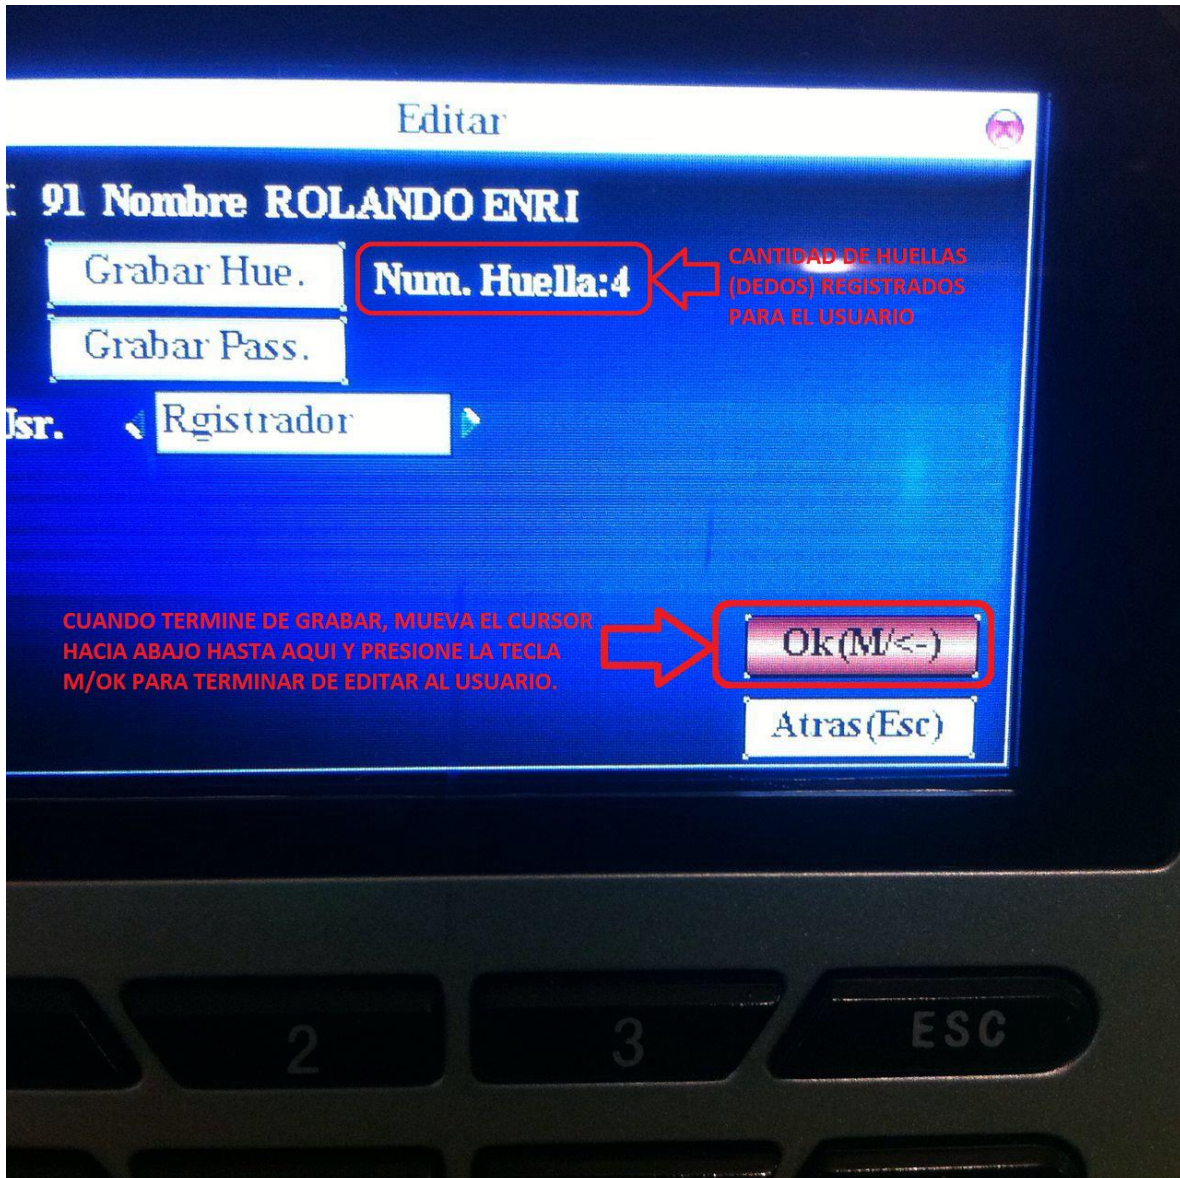 Editar
91 Nombre ROLANDO ENRI
Grabar Hue.
Num. Huella:4
CANTIDAD DE HUELLAS
(DEDOS) REGISTRADOS
PARA EL USUARIO
Grabar Pass.
Usr.
Rgistrador
CUANDO TERMINE DE GRABAR, MUEVA EL CURSOR
HACIA ABAJO HASTA AQUI Y PRESIONE LA TECLA
M/OK PARA TERMINAR DE EDITAR AL USUARIO.
Ok(M/<-)
Atras(Esc)
2
3
ESC